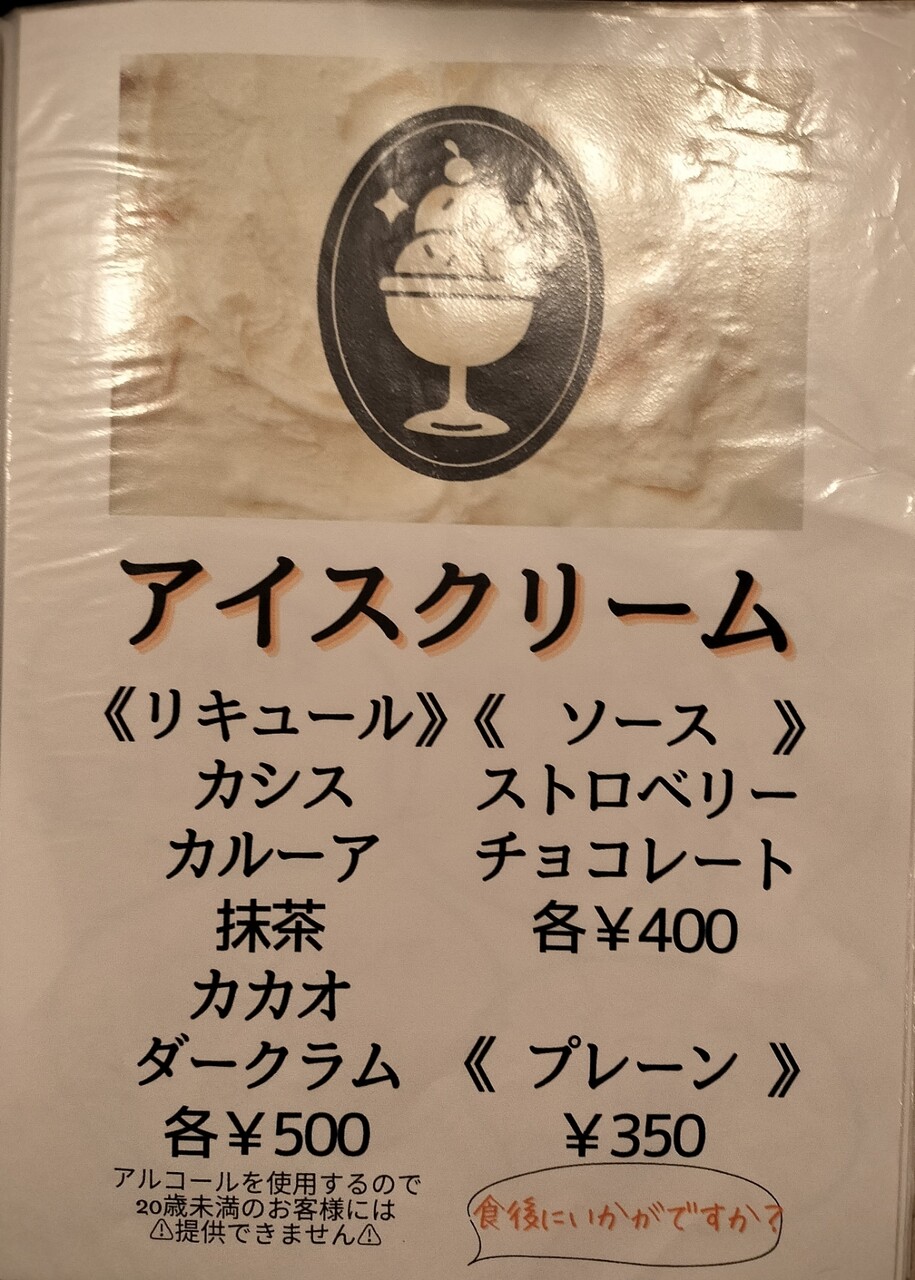 アイスクリーム
《リキュール》
カシス
カルーア
抹茶
カカオ
ダークラム
各￥500
アルコールを使用するので
20歳未満のお客様には
⚠提供できません⚠
《 ソース 》
ストロベリー
チョコレート
各￥400
《 プレーン 》
￥350
食後にいかがですか?